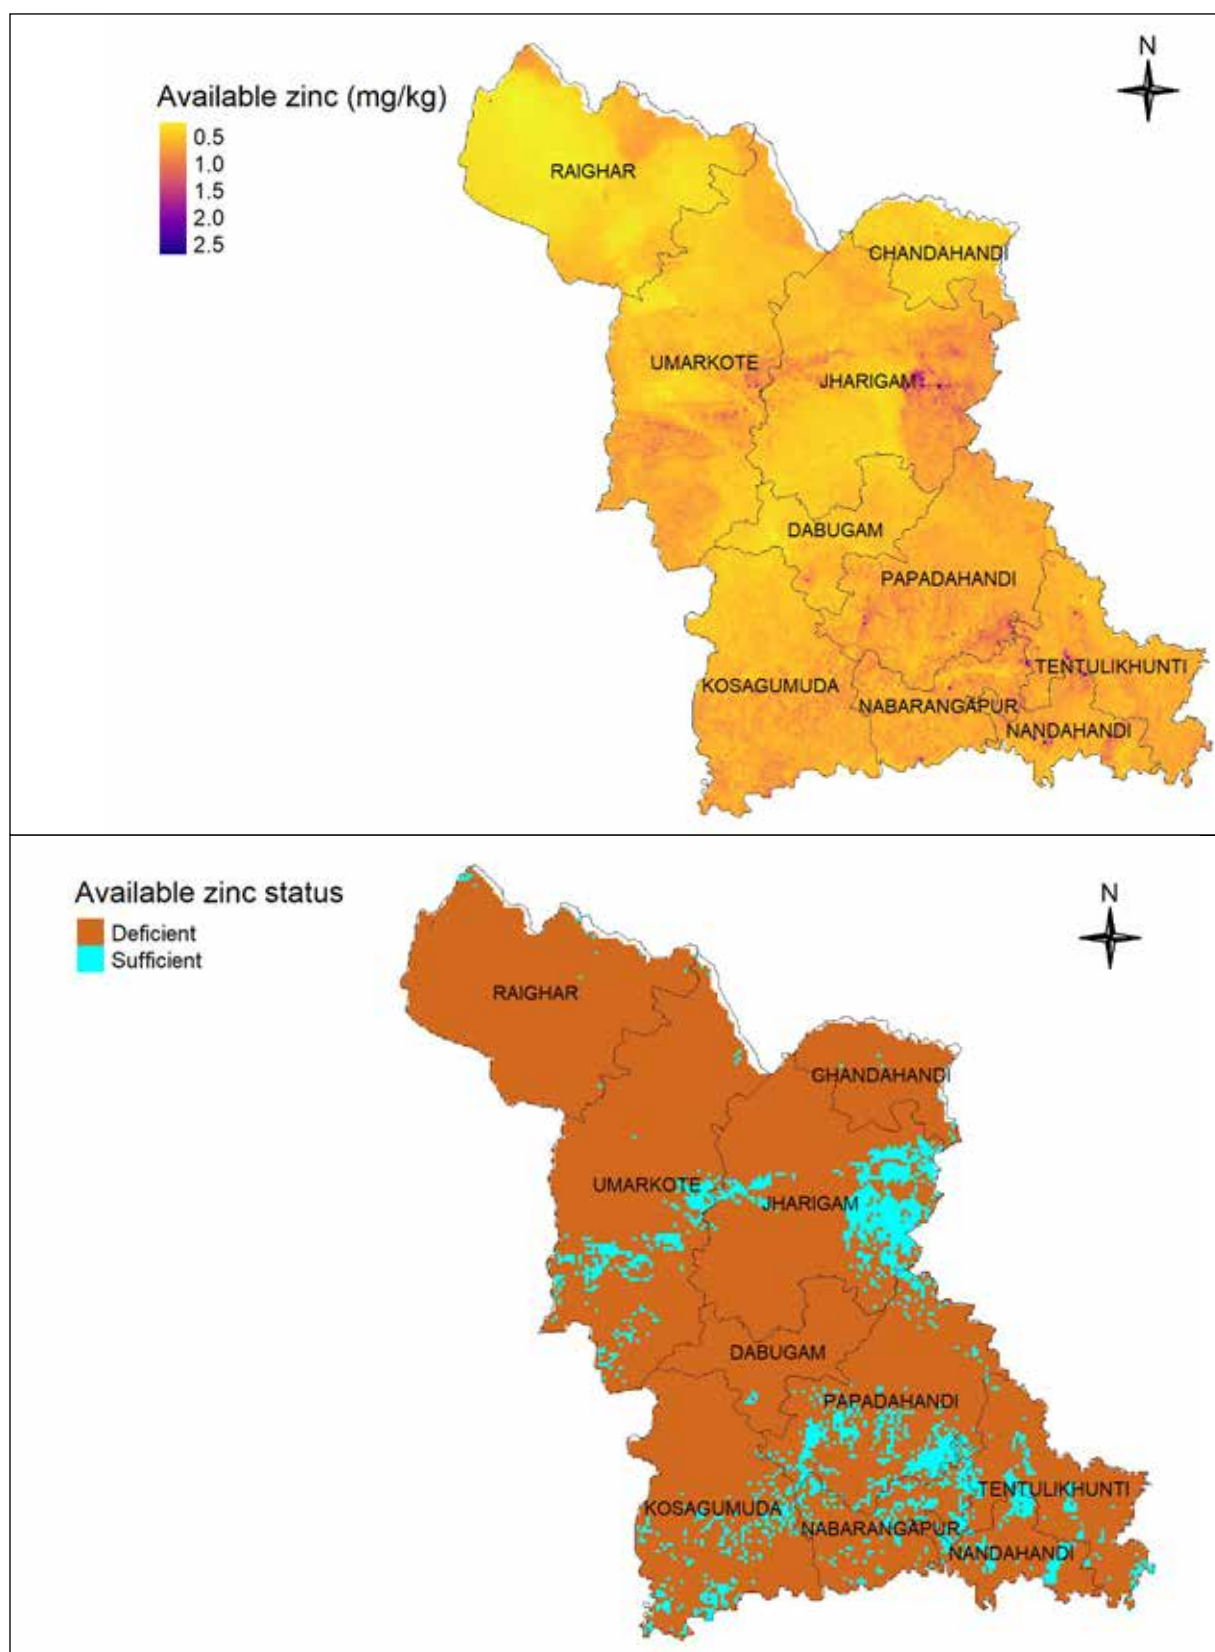 N
Available zinc (mg/kg)
0.5
1.0
1.5
2.0
2.5
RAIGHAR
CHANDAHANDI
UMARKOTE
JHARIGAM
DABUGAM
PAPADAHANDI
TENTULIKHUNTI
KOSAGUMUDA
NABARANGAPUR
NANDAHANDI
Available zinc status
N
Deficient
Sufficient
RAIGHAR
CHANDAHANDI
UMARKOTE
JHARIGAM
DABUGAM
PAPADAHANDI
TENTULIKHUNTI
KOSAGUMUDA
NABARANGAPUR
NANDAHANDI